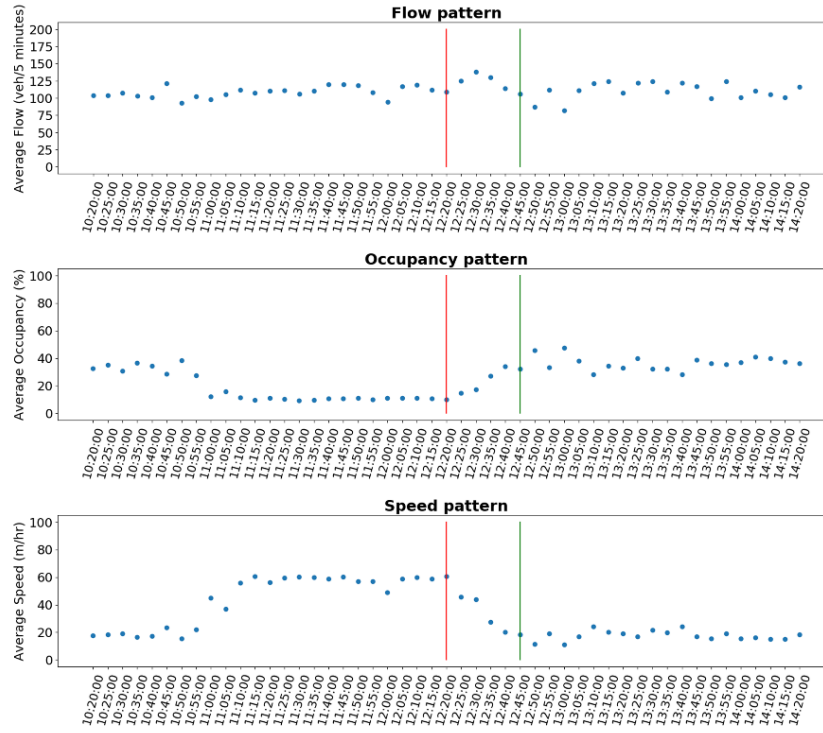 Flow pattern
Average Flow (veh/5 minutes)
200
175
150
125
100
75
50
25
0
10:20:00 10:25:00 10:30:00 10:35:00 10:40:00 10:45:00 10:50:00 10:55:00 11:00:00 11:05:00 11:10:00 11:15:00 11:20:00 11:25:00 11:30:00 11:35:00 11:40:00 11:45:00 11:50:00 11:55:00 12:00:00 12:05:00 12:10:00 12:15:00 12:20:00 12:25:00 12:30:00 12:35:00 12:40:00 12:45:00 12:50:00 12:55:00 13:00:00 13:05:00 13:10:00 13:15:00 13:20:00 13:25:00 13:30:00 13:35:00 13:40:00 13:45:00 13:50:00 13:55:00 14:00:00 14:05:00 14:10:00 14:15:00 14:20:00
Occupancy pattern
Average Occupancy (%)
100
80
60
40
20
0
10:20:00 10:25:00 10:30:00 10:35:00 10:40:00 10:45:00 10:50:00 10:55:00 11:00:00 11:05:00 11:10:00 11:15:00 11:20:00 11:25:00 11:30:00 11:35:00 11:40:00 11:45:00 11:50:00 11:55:00 12:00:00 12:05:00 12:10:00 12:15:00 12:20:00 12:25:00 12:30:00 12:35:00 12:40:00 12:45:00 12:50:00 12:55:00 13:00:00 13:05:00 13:10:00 13:15:00 13:20:00 13:25:00 13:30:00 13:35:00 13:40:00 13:45:00 13:50:00 13:55:00 14:00:00 14:05:00 14:10:00 14:15:00 14:20:00
Speed pattern
Average Speed (m/hr)
100
80
60
40
20
0
10:20:00 10:25:00 10:30:00 10:35:00 10:40:00 10:45:00 10:50:00 10:55:00 11:00:00 11:05:00 11:10:00 11:15:00 11:20:00 11:25:00 11:30:00 11:35:00 11:40:00 11:45:00 11:50:00 11:55:00 12:00:00 12:05:00 12:10:00 12:15:00 12:20:00 12:25:00 12:30:00 12:35:00 12:40:00 12:45:00 12:50:00 12:55:00 13:00:00 13:05:00 13:10:00 13:15:00 13:20:00 13:25:00 13:30:00 13:35:00 13:40:00 13:45:00 13:50:00 13:55:00 14:00:00 14:05:00 14:10:00 14:15:00 14:20:00